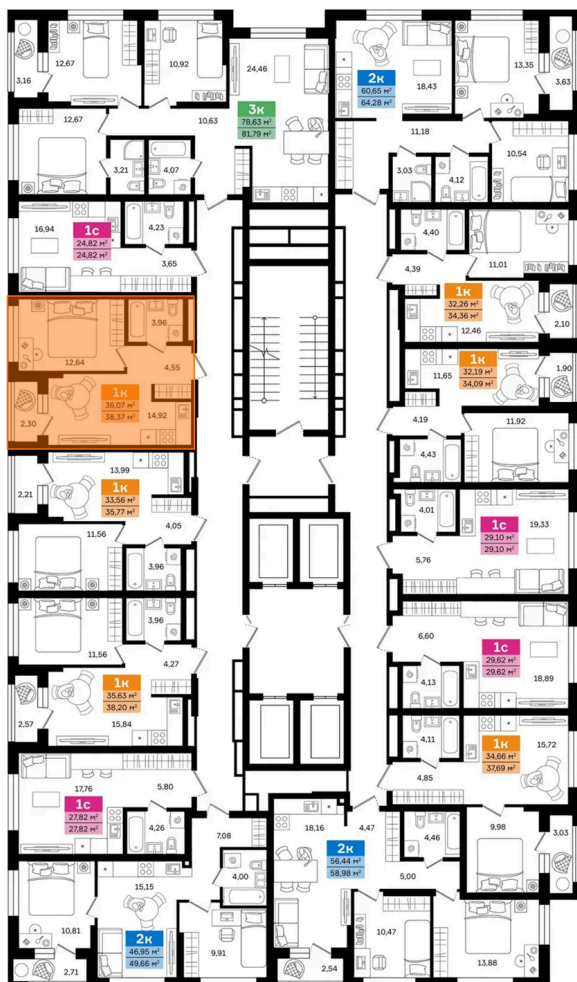 3,16
12,67
10,92
24,46
3к
78,63 м²
81,79 м²
12,67
10,63
3,21
4,07
2к
60,65 м²
64,28 м²
18,43
13,35
3,63
11,18
3,03
4,12
10,54
16,94
1с
24,82 м²
24,82 м²
4,23
3,65
4,40
11,01
4,39
1к
32,26 м²
34,36 м²
12,46
2,10
3,96
12,64
4,55
1к
36,07 м²
38,37 м²
14,92
2,30
1к
32,19 м²
34,09 м²
11,65
1,90
4,19
11,92
4,43
13,99
2,21
1к
33,56 м²
35,77 м²
4,05
11,56
3,96
4,01
1с
29,10 м²
29,10 м²
19,33
5,76
3,96
11,56
4,27
1к
35,63 м²
38,20 м²
2,57
15,84
6,60
1с
29,62 м²
29,62 м²
18,89
4,13
4,11
1к
34,66 м²
37,69 м²
15,72
4,85
17,76
5,80
1с
27,82 м²
27,82 м²
4,26
7,08
18,16
4,47
2к
56,44 м²
58,98 м²
4,46
5,00
9,98
3,03
15,15
4,00
10,81
2к
46,95 м²
49,66 м²
2,71
9,91
2,54
10,47
13,88